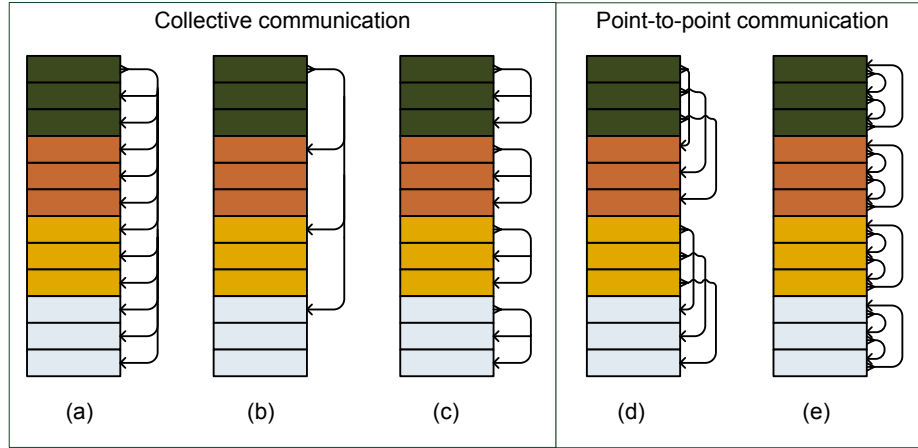 Collective communication
Point-to-point communication
(a)
(b)
(c)
(d)
(e)